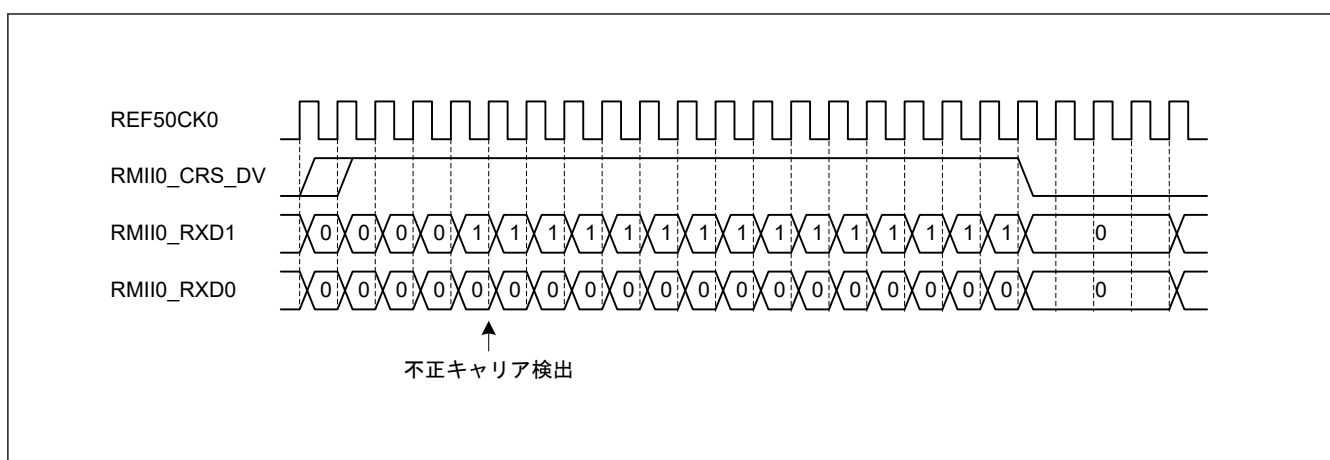 REF50CK0
RMII0_CRS_DV
RMII0_RXD1 0 0 0 0 1 1 1 1 1 1 1 1 1 1 1 1 1 1 1 0
RMII0_RXD0 0 0 0 0 0 0 0 0 0 0 0 0 0 0 0 0 0 0 0 0
不正キャリア検出